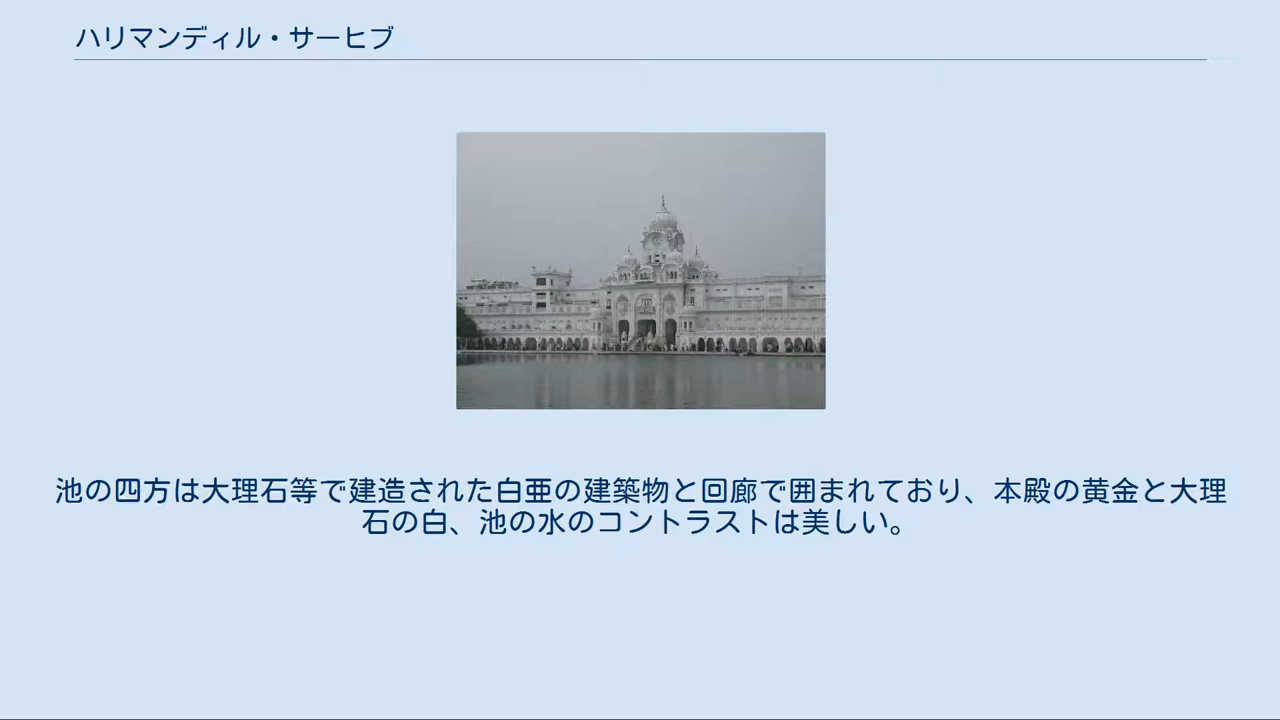 ハリマンディル・サーヒブ
池の四方は大理石等で建造された白亜の建築物と回廊で囲まれており、本殿の黄金と大理
石の白、池の水のコントラストは美しい。